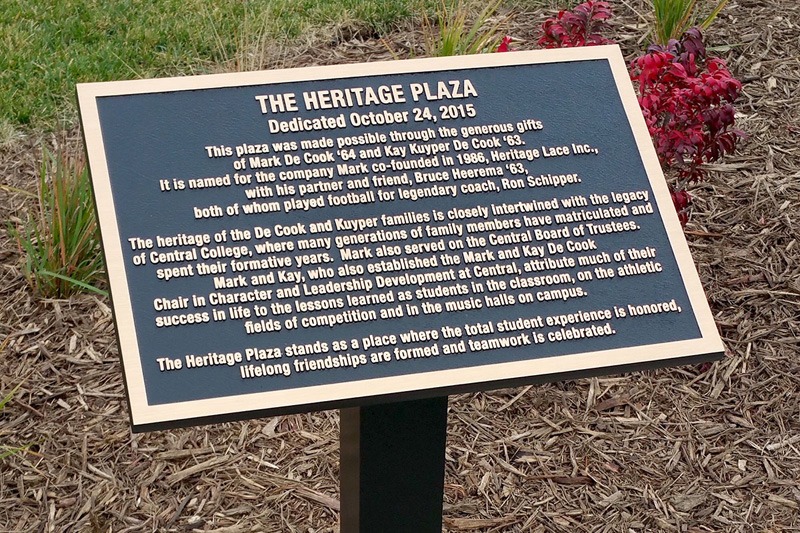 THE HERITAGE PLAZA
Dedicated October 24, 2015
This plaza was made possible through the generous gifts
of Mark De Cook ‘64 and Kay Kuyper De Cook ‘63.
It is named for the company Mark co-founded in 1986, Heritage Lace Inc.,
with his partner and friend, Bruce Heerema ‘63,
both of whom played football for legendary coach, Ron Schipper.
The heritage of the De Cook and Kuyper families is closely intertwined with the legacy
of Central College, where many generations of family members have matriculated and
spent their formative years. Mark also served on the Central Board of Trustees.
Mark and Kay, who also established the Mark and Kay De Cook
Chair in Character and Leadership Development at Central, attribute much of their
success in life to the lessons learned as students in the classroom, on the athletic
fields of competition and in the music halls on campus.
The Heritage Plaza stands as a place where the total student experience is honored,
lifelong friendships are formed and teamwork is celebrated.